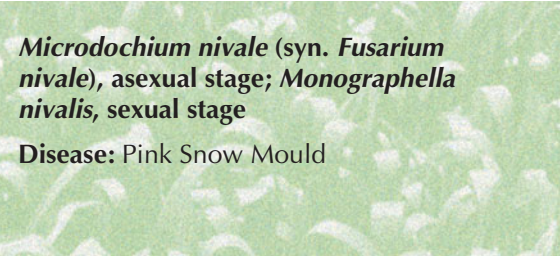 Microdochium nivale (syn. Fusarium
nivale), asexual stage; Monographella
nivalis, sexual stage
Disease: Pink Snow Mould